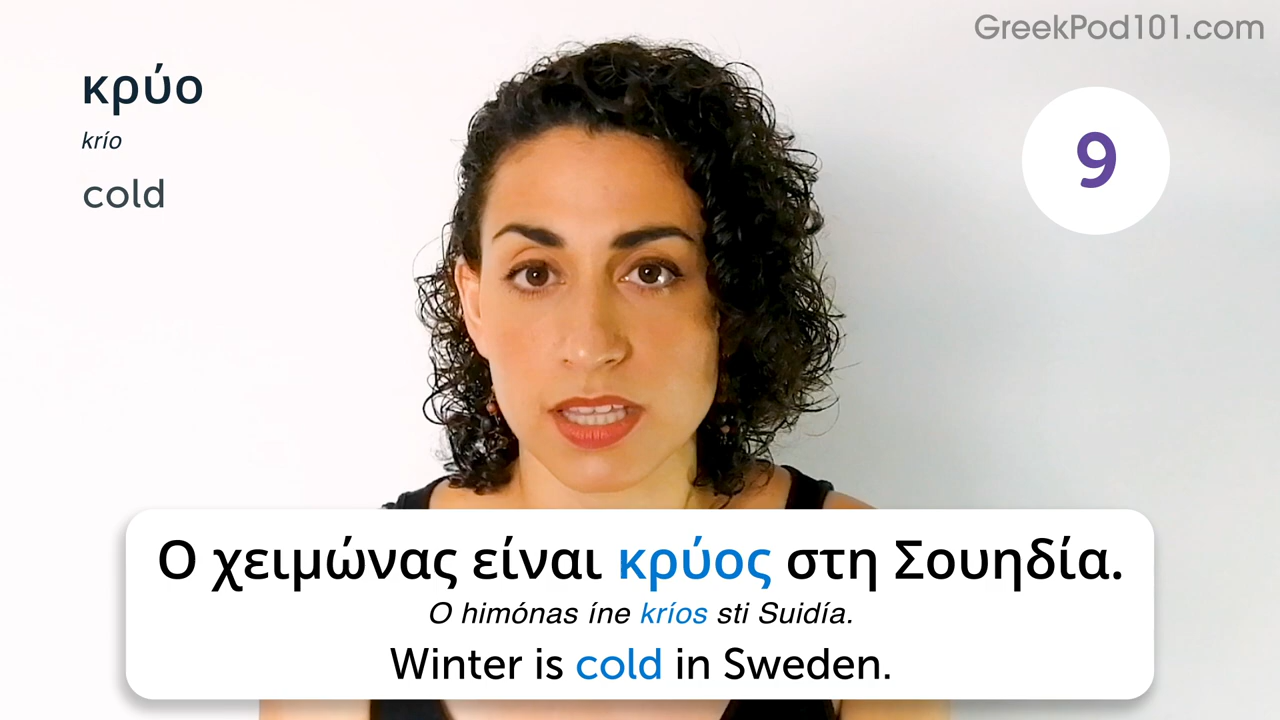 GreekPod101.com
κρύο
krío
cold
9
Ο χειμώνας είναι κρύος στη Σουηδία.
O himónas íne kríos sti Suidía.
Winter is cold in Sweden.